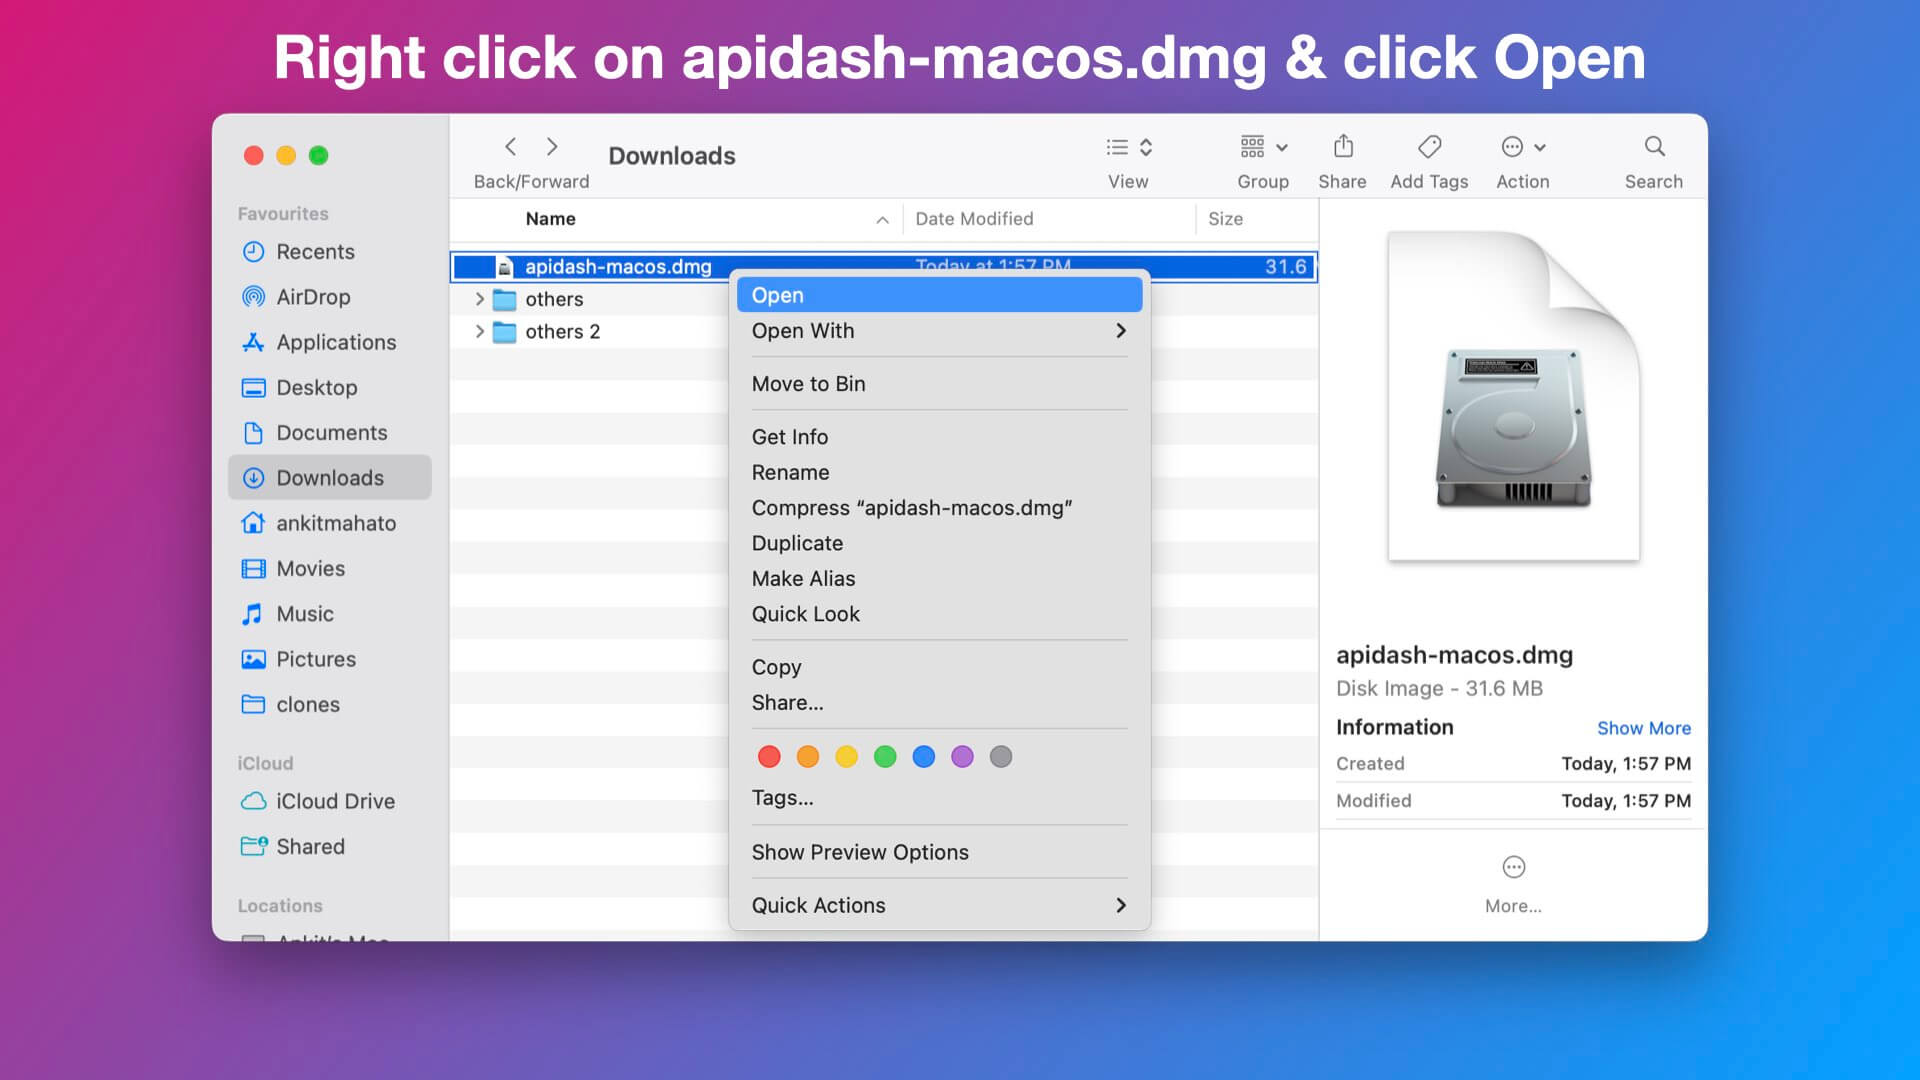 Right click on apidash-macos.dmg & click Open
Back/Forward
Downloads
View
Group
Share
Add Tags
Action
Search
Favourites
Recents
AirDrop
Applications
Desktop
Documents
Downloads
ankitmahato
Movies
Music
Pictures
clones
iCloud
iCloud Drive
Shared
Locations
Ankit's Mac
Name
Date Modified
Size
apidash-macos.dmg
Today at 1:57 PM
31.6
others
others 2
Open
Open With
Move to Bin
Get Info
Rename
Compress “apidash-macos.dmg”
Duplicate
Make Alias
Quick Look
Copy
Share...
Tags...
Show Preview Options
Quick Actions
apidash-macos.dmg
Disk Image - 31.6 MB
Information
Show More
Created
Today, 1:57 PM
Modified
Today, 1:57 PM
More...